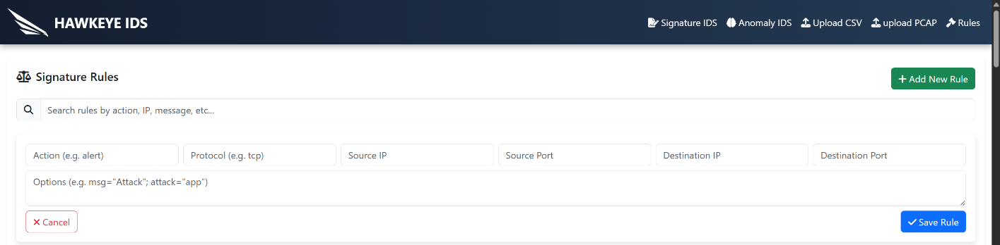 HAWKEYE IDS
Signature IDS Anomaly IDS Upload CSV upload PCAP Rules
Signature Rules
Add New Rule
Search rules by action, IP, message, etc...
Action (e.g. alert) Protocol (e.g. tcp) Source IP Source Port Destination IP Destination Port
Options (e.g. msg="Attack"; attack="app")
Cancel
Save Rule